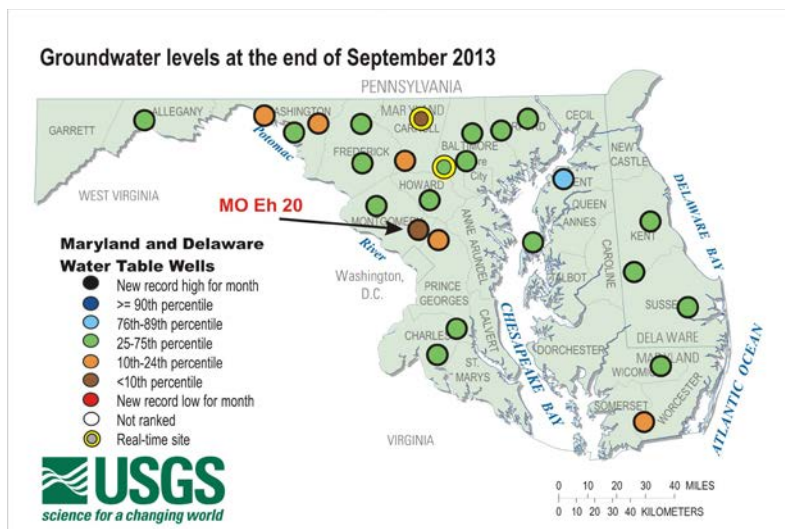 Groundwater levels at the end of September 2013
PENNSYLVANIA
GARRETT
ALLEGANY
ASHINGTON
MARYLAND
CARROLL
CECIL
Potomac
FREDERICK
BALTIMORE
City
NEW
CASTLE
WEST VIRGINIA
HOWARD
ENT
QUEEN
ANNES
MO Eh 20
MONTGOMERY
River
ANNE ARUNDEL
KENT
DELAWARE BAY
Washington,
D.C.
PRINCE
GEORGES
TALBOT
CAROLINE
SUSSE
CHARLES
CALVERT
ST.
MARYS
CHESAPEAKE BAY
DORCHESTER
DELAWARE
MARYLAND
WICOMICO
SOMERSET
WORCESTER
ATLANTIC OCEAN
VIRGINIA
Maryland and Delaware
Water Table Wells
New record high for month
>= 90th percentile
76th-89th percentile
25-75th percentile
10th-24th percentile
<10th percentile
New record low for month
Not ranked
Real-time site
USGS
science for a changing world
0 10 20 30 40 MILES
0 10 20 30 40 KILOMETERS